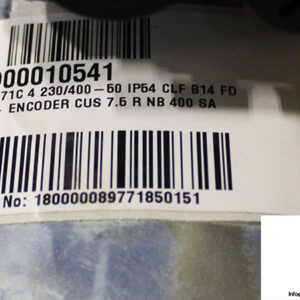 000010541
71C 4 230/400-50 IP54 CLF B14 FD
ENCODER CUS 7.5 R NB 400 SA
No: 180000089771850151